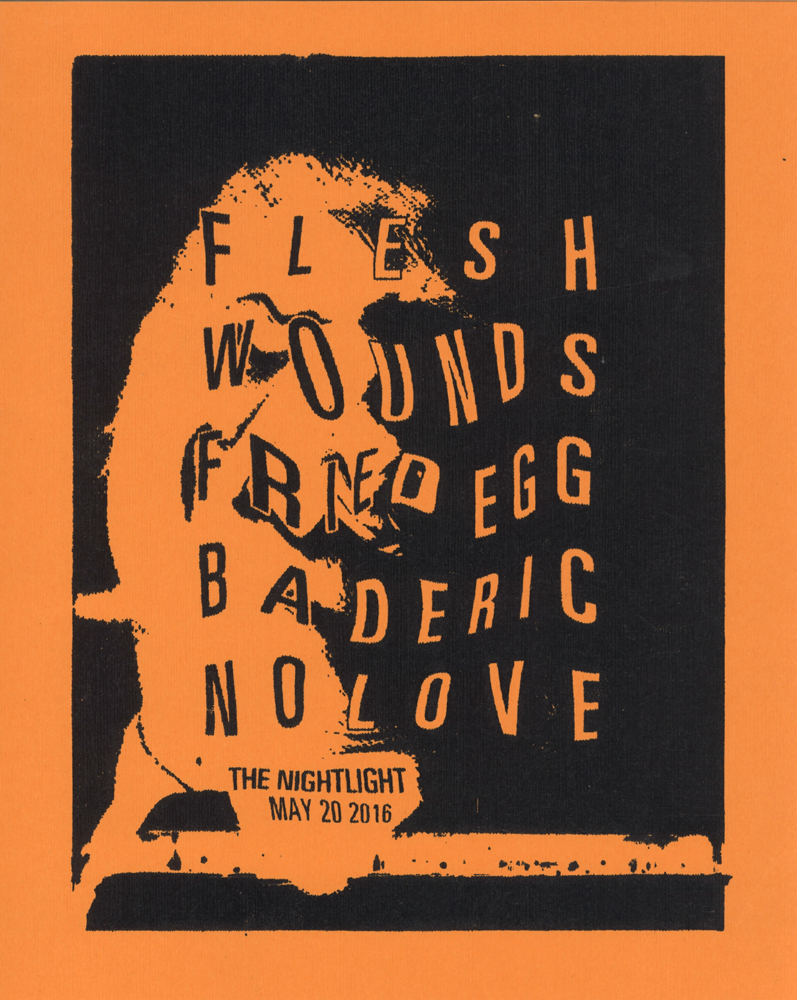 FLESH
WOUNDS
FRIED EGG
BADERIC
NO LOVE
THE NIGHTLIGHT
MAY 20 2016